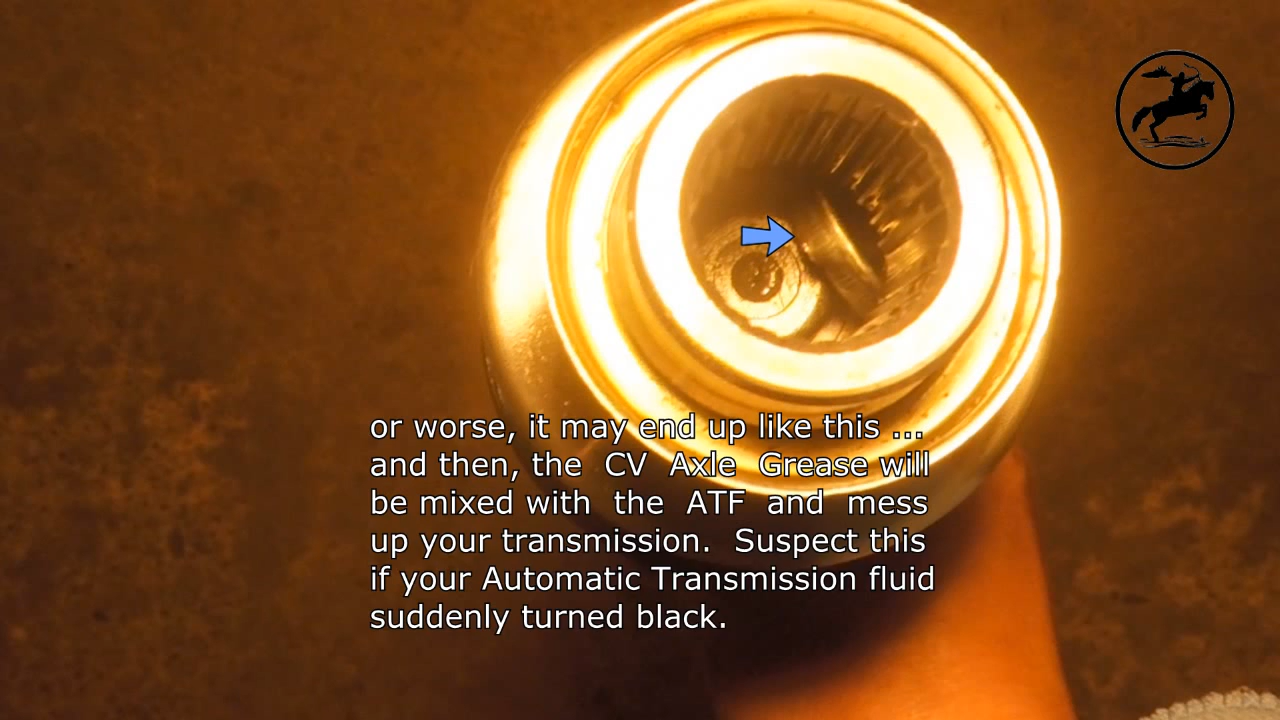 or worse, it may end up like this ...
and then, the CV Axle Grease will
be mixed with the ATF and mess
up your transmission. Suspect this
if your Automatic Transmission fluid
suddenly turned black.